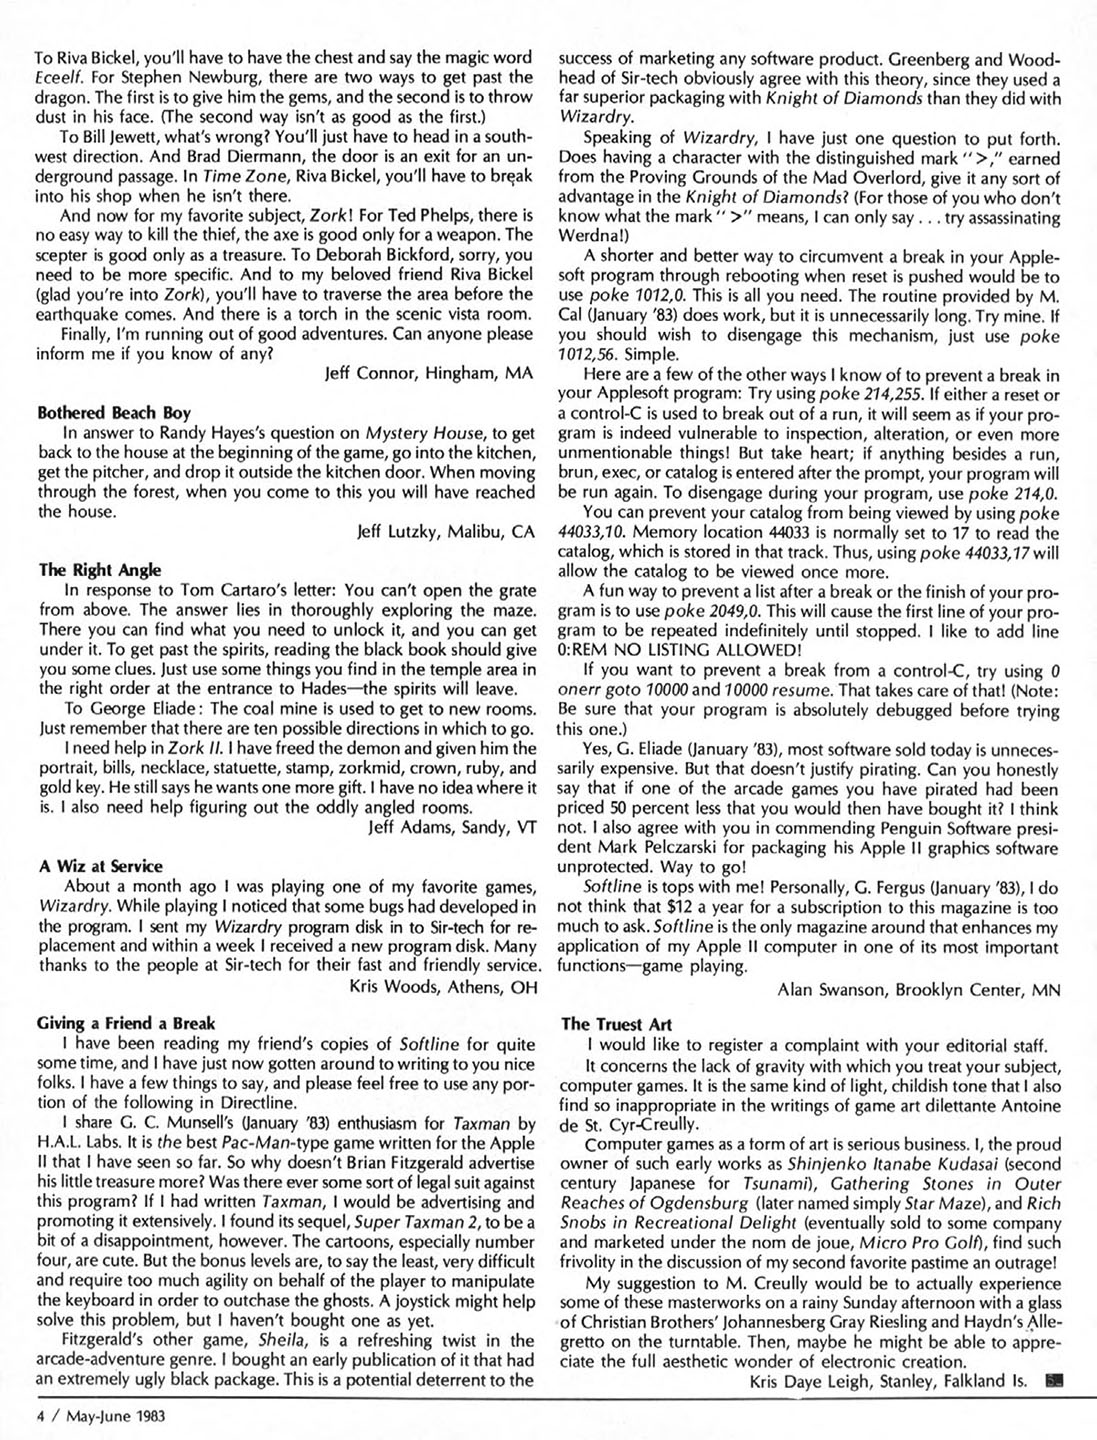 To Riva Bickel, you'll have to have the chest and say the magic word
Eceelf. For Stephen Newburg, there are two ways to get past the
dragon. The first is to give him the gems, and the second is to throw
dust in his face. (The second way isn't as good as the first.)
To Bill Jewett, what's wrong? You'll just have to head in a south-
west direction. And Brad Diermann, the door is an exit for an un-
derground passage. In Time Zone, Riva Bickel, you'll have to break
into his shop when he isn't there.
And now for my favorite subject, Zork! For Ted Phelps, there is
no easy way to kill the thief, the axe is good only for a weapon. The
scepter is good only as a treasure. To Deborah Bickford, sorry, you
need to be more specific. And to my beloved friend Riva Bickel
(glad you're into Zork), you'll have to traverse the area before the
earthquake comes. And there is a torch in the scenic vista room.
Finally, I'm running out of good adventures. Can anyone please
inform me if you know of any?
Jeff Connor, Hingham, MA
Bothered Beach Boy
In answer to Randy Hayes's question on Mystery House, to get
back to the house at the beginning of the game, go into the kitchen,
get the pitcher, and drop it outside the kitchen door. When moving
through the forest, when you come to this you will have reached
the house.
Jeff Lutzky, Malibu, CA
The Right Angle
In response to Tom Cartaro's letter: You can't open the grate
from above. The answer lies in thoroughly exploring the maze.
There you can find what you need to unlock it, and you can get
under it. To get past the spirits, reading the black book should give
you some clues. Just use some things you find in the temple area in
the right order at the entrance to Hades—the spirits will leave.
To George Eliade: The coal mine is used to get to new rooms.
Just remember that there are ten possible directions in which to go.
I need help in Zork II. I have freed the demon and given him the
portrait, bills, necklace, statuette, stamp, zorkmid, crown, ruby, and
gold key. He still says he wants one more gift. I have no idea where it
is. I also need help figuring out the oddly angled rooms.
Jeff Adams, Sandy, VT
A Wiz at Service
About a month ago I was playing one of my favorite games,
Wizardry. While playing I noticed that some bugs had developed in
the program. I sent my Wizardry program disk in to Sir-tech for re-
placement and within a week I received a new program disk. Many
thanks to the people at Sir-tech for their fast and friendly service.
Kris Woods, Athens, OH
Giving a Friend a Break
I have been reading my friend's copies of Softline for quite
some time, and I have just now gotten around to writing to you nice
folks. I have a few things to say, and please feel free to use any por-
tion of the following in Directline.
I share G. C. Munsell's (January '83) enthusiasm for Taxman by
H.A.L. Labs. It is the best Pac-Man-type game written for the Apple
II that I have seen so far. So why doesn't Brian Fitzgerald advertise
his little treasure more? Was there ever some sort of legal suit against
this program? If I had written Taxman, I would be advertising and
promoting it extensively. I found its sequel, Super Taxman 2, to be a
bit of a disappointment, however. The cartoons, especially number
four, are cute. But the bonus levels are, to say the least, very difficult
and require too much agility on behalf of the player to manipulate
the keyboard in order to outchase the ghosts. A joystick might help
solve this problem, but I haven't bought one as yet.
Fitzgerald's other game, Sheila, is a refreshing twist in the
arcade-adventure genre. I bought an early publication of it that had
an extremely ugly black package. This is a potential deterrent to the
success of marketing any software product. Greenberg and Wood-
head of Sir-tech obviously agree with this theory, since they used a
far superior packaging with Knight of Diamonds than they did with
Wizardry.
Speaking of Wizardry, I have just one question to put forth.
Does having a character with the distinguished mark ">," earned
from the Proving Grounds of the Mad Overlord, give it any sort of
advantage in the Knight of Diamonds? (For those of you who don't
know what the mark ">" means, I can only say . . . try assassinating
Werdna!)
A shorter and better way to circumvent a break in your Apple-
soft program through rebooting when reset is pushed would be to
use poke 1012,0. This is all you need. The routine provided by M.
Cal (January '83) does work, but it is unnecessarily long. Try mine. If
you should wish to disengage this mechanism, just use poke
1012,56. Simple.
Here are a few of the other ways I know of to prevent a break in
your Applesoft program: Try using poke 214,255. If either a reset or
a control-C is used to break out of a run, it will seem as if your pro-
gram is indeed vulnerable to inspection, alteration, or even more
unmentionable things! But take heart; if anything besides a run,
brun, exec, or catalog is entered after the prompt, your program will
be run again. To disengage during your program, use poke 214,0.
You can prevent your catalog from being viewed by using poke
44033,10. Memory location 44033 is normally set to 17 to read the
catalog, which is stored in that track. Thus, using poke 44033,17 will
allow the catalog to be viewed once more.
A fun way to prevent a list after a break or the finish of your pro-
gram is to use poke 2049,0. This will cause the first line of your pro-
gram to be repeated indefinitely until stopped. I like to add line
0:REM NO LISTING ALLOWED!
If you want to prevent a break from a control-C, try using 0
onerr goto 10000 and 10000 resume. That takes care of that! (Note:
Be sure that your program is absolutely debugged before trying
this one.)
Yes, G. Eliade (January '83), most software sold today is unneces-
sarily expensive. But that doesn't justify pirating. Can you honestly
say that if one of the arcade games you have pirated had been
priced 50 percent less that you would then have bought it? I think
not. I also agree with you in commending Penguin Software presi-
dent Mark Pelczarski for packaging his Apple II graphics software
unprotected. Way to go!
Softline is tops with me! Personally, G. Fergus (January '83), I do
not think that $12 a year for a subscription to this magazine is too
much to ask. Softline is the only magazine around that enhances my
application of my Apple II computer in one of its most important
functions—game playing.
Alan Swanson, Brooklyn Center, MN
The Truest Art
I would like to register a complaint with your editorial staff.
It concerns the lack of gravity with which you treat your subject,
computer games. It is the same kind of light, childish tone that I also
find so inappropriate in the writings of game art dilettante Antoine
de St. Cyr-Creully.
Computer games as a form of art is serious business. I, the proud
owner of such early works as Shinjenko Itanabe Kudasai (second
century Japanese for Tsunami), Gathering Stones in Outer
Reaches of Ogdensburg (later named simply Star Maze), and Rich
Snobs in Recreational Delight (eventually sold to some company
and marketed under the nom de joue, Micro Pro Golf), find such
frivolity in the discussion of my second favorite pastime an outrage!
My suggestion to M. Creully would be to actually experience
some of these masterworks on a rainy Sunday afternoon with a glass
of Christian Brothers' Johannesberg Gray Riesling and Haydn's Alle-
gretto on the turntable. Then, maybe he might be able to appre-
ciate the full aesthetic wonder of electronic creation.
Kris Daye Leigh, Stanley, Falkland Is.
4 / May-June 1983